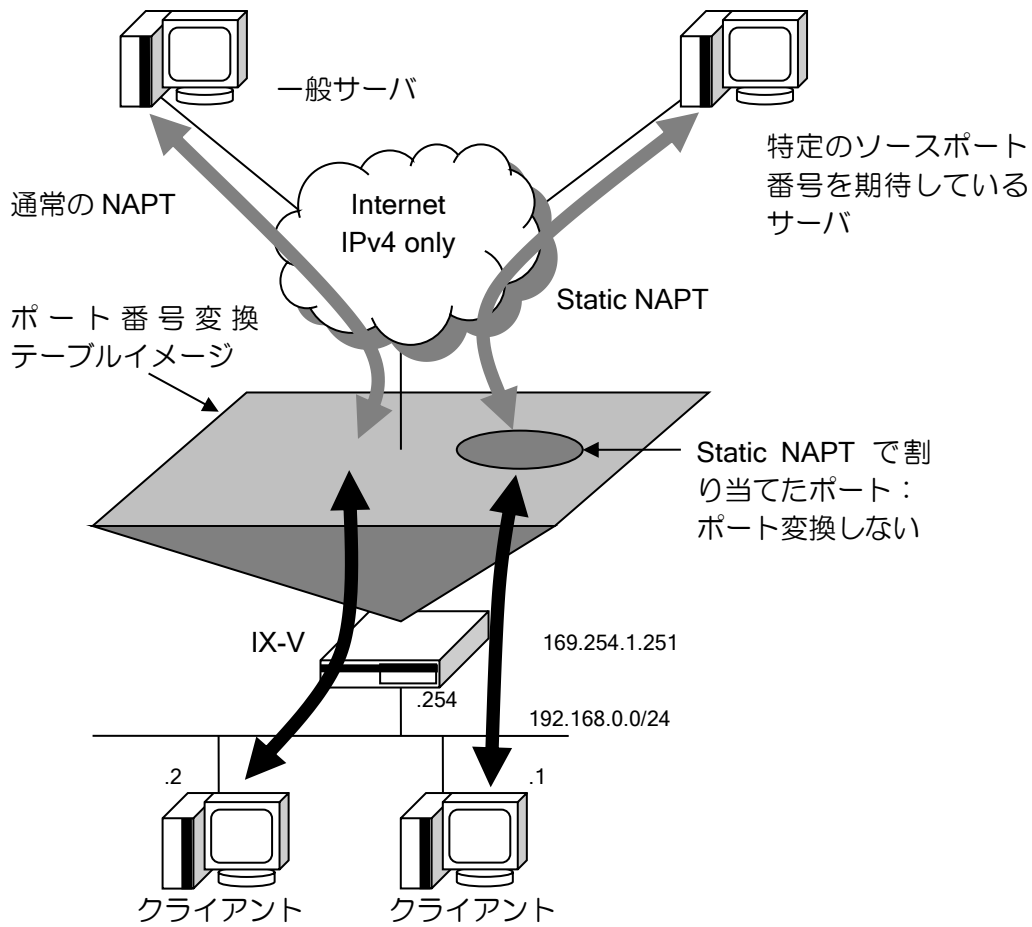 一般サーバ
特定のソースポート
番号を期待している
サーバ
通常の NAPT
Internet
IPv4 only
Static NAPT
ポート番号変換
テーブルイメージ
Static NAPT で割
り当てたポート：
ポート変換しない
IX-V
169.254.1.251
.254
192.168.0.0/24
.2
.1
クライアント
クライアント